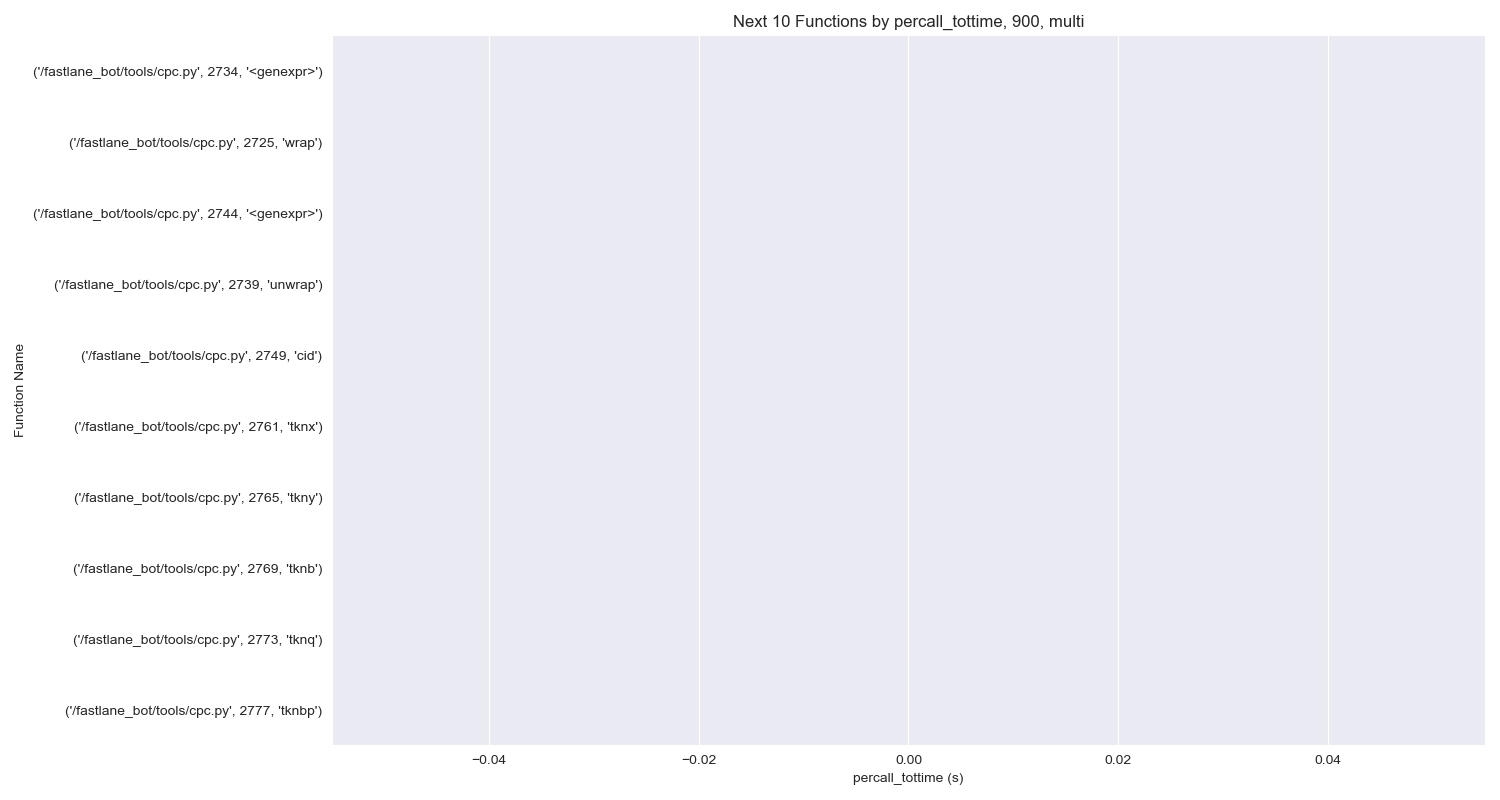 Next 10 Functions by percall_tottime, 900, multi
('/fastlane_bot/tools/cpc.py', 2734, '<genexpr>')
('/fastlane_bot/tools/cpc.py', 2725, 'wrap')
('/fastlane_bot/tools/cpc.py', 2744, '<genexpr>')
('/fastlane_bot/tools/cpc.py', 2739, 'unwrap')
('/fastlane_bot/tools/cpc.py', 2749, 'cid')
('/fastlane_bot/tools/cpc.py', 2761, 'tknx')
('/fastlane_bot/tools/cpc.py', 2765, 'tkny')
('/fastlane_bot/tools/cpc.py', 2769, 'tknb')
('/fastlane_bot/tools/cpc.py', 2773, 'tknq')
('/fastlane_bot/tools/cpc.py', 2777, 'tknbp')
Function Name
−0.04 −0.02 0.00 0.02 0.04
percall_tottime (s)